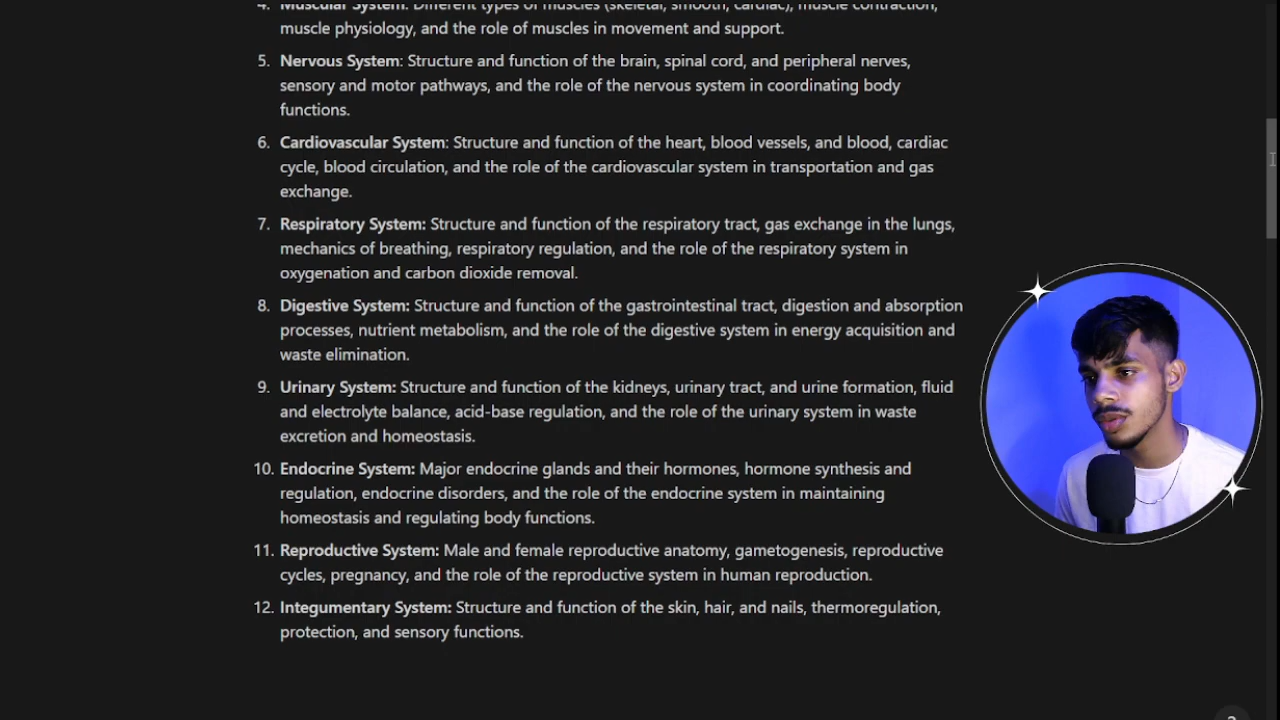 4. Muscular System: Different types of muscles (skeletal, smooth, cardiac), muscle contraction,
muscle physiology, and the role of muscles in movement and support.
5. Nervous System: Structure and function of the brain, spinal cord, and peripheral nerves,
sensory and motor pathways, and the role of the nervous system in coordinating body
functions.
6. Cardiovascular System: Structure and function of the heart, blood vessels, and blood, cardiac
cycle, blood circulation, and the role of the cardiovascular system in transportation and gas
exchange.
7. Respiratory System: Structure and function of the respiratory tract, gas exchange in the lungs,
mechanics of breathing, respiratory regulation, and the role of the respiratory system in
oxygenation and carbon dioxide removal.
8. Digestive System: Structure and function of the gastrointestinal tract, digestion and absorption
processes, nutrient metabolism, and the role of the digestive system in energy acquisition and
waste elimination.
9. Urinary System: Structure and function of the kidneys, urinary tract, and urine formation, fluid
and electrolyte balance, acid-base regulation, and the role of the urinary system in waste
excretion and homeostasis.
10. Endocrine System: Major endocrine glands and their hormones, hormone synthesis and
regulation, endocrine disorders, and the role of the endocrine system in maintaining
homeostasis and regulating body functions.
11. Reproductive System: Male and female reproductive anatomy, gametogenesis, reproductive
cycles, pregnancy, and the role of the reproductive system in human reproduction.
12. Integumentary System: Structure and function of the skin, hair, and nails, thermoregulation,
protection, and sensory functions.